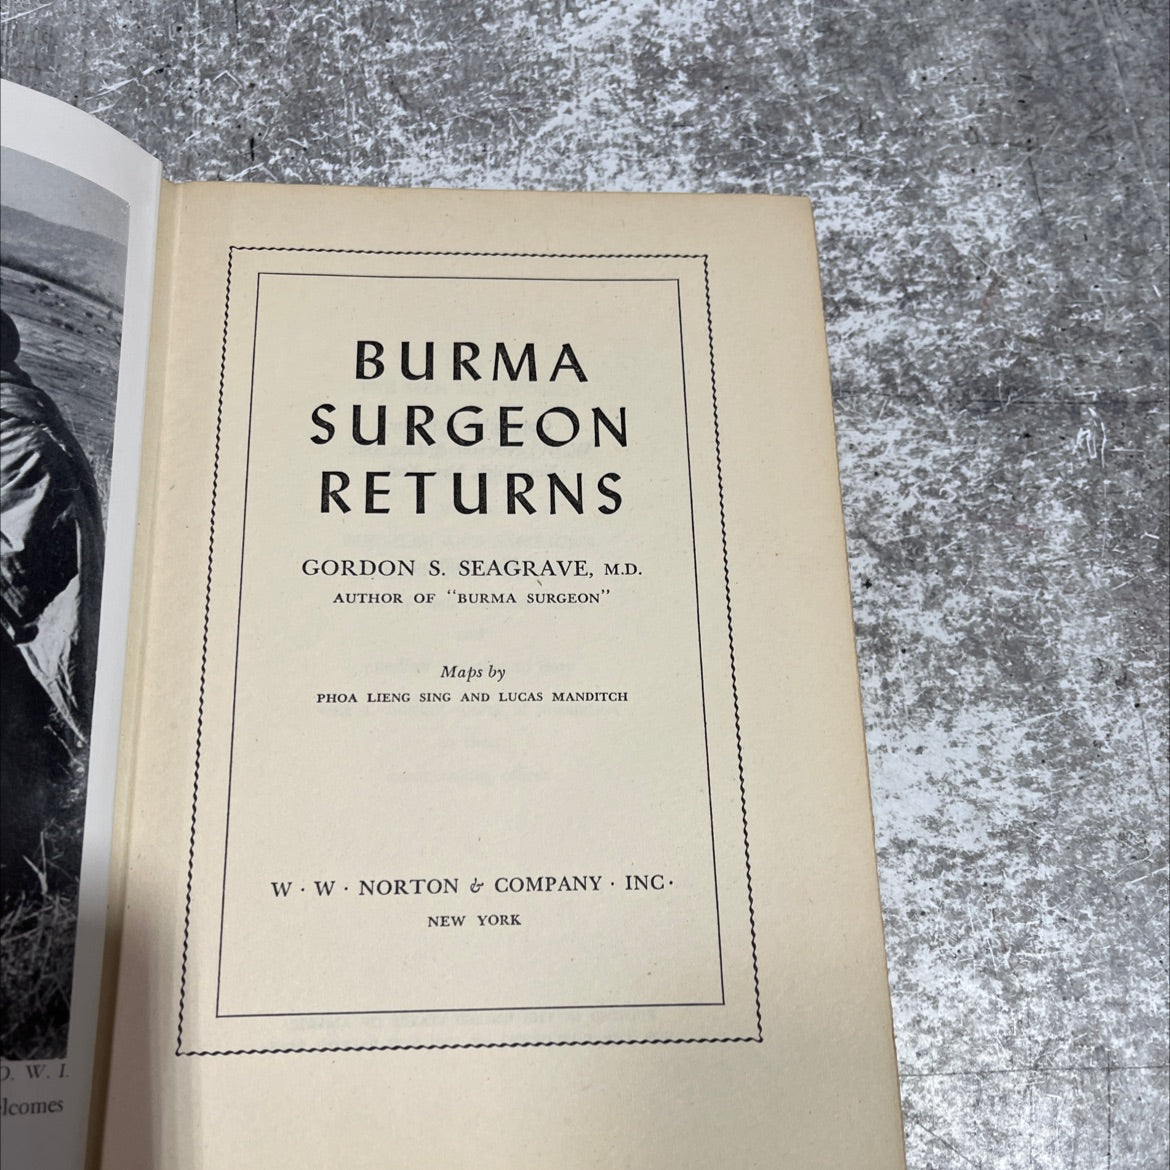 BURMA
SURGEON
RETURNS
GORDON S. SEAGRAVE, M.D.
AUTHOR OF "BURMA SURGEON"
Maps by
PHOA LIENG SING AND LUCAS MANDITCH
W · W · NORTON & COMPANY · INC ·
NEW YORK
W. I.
elcomes